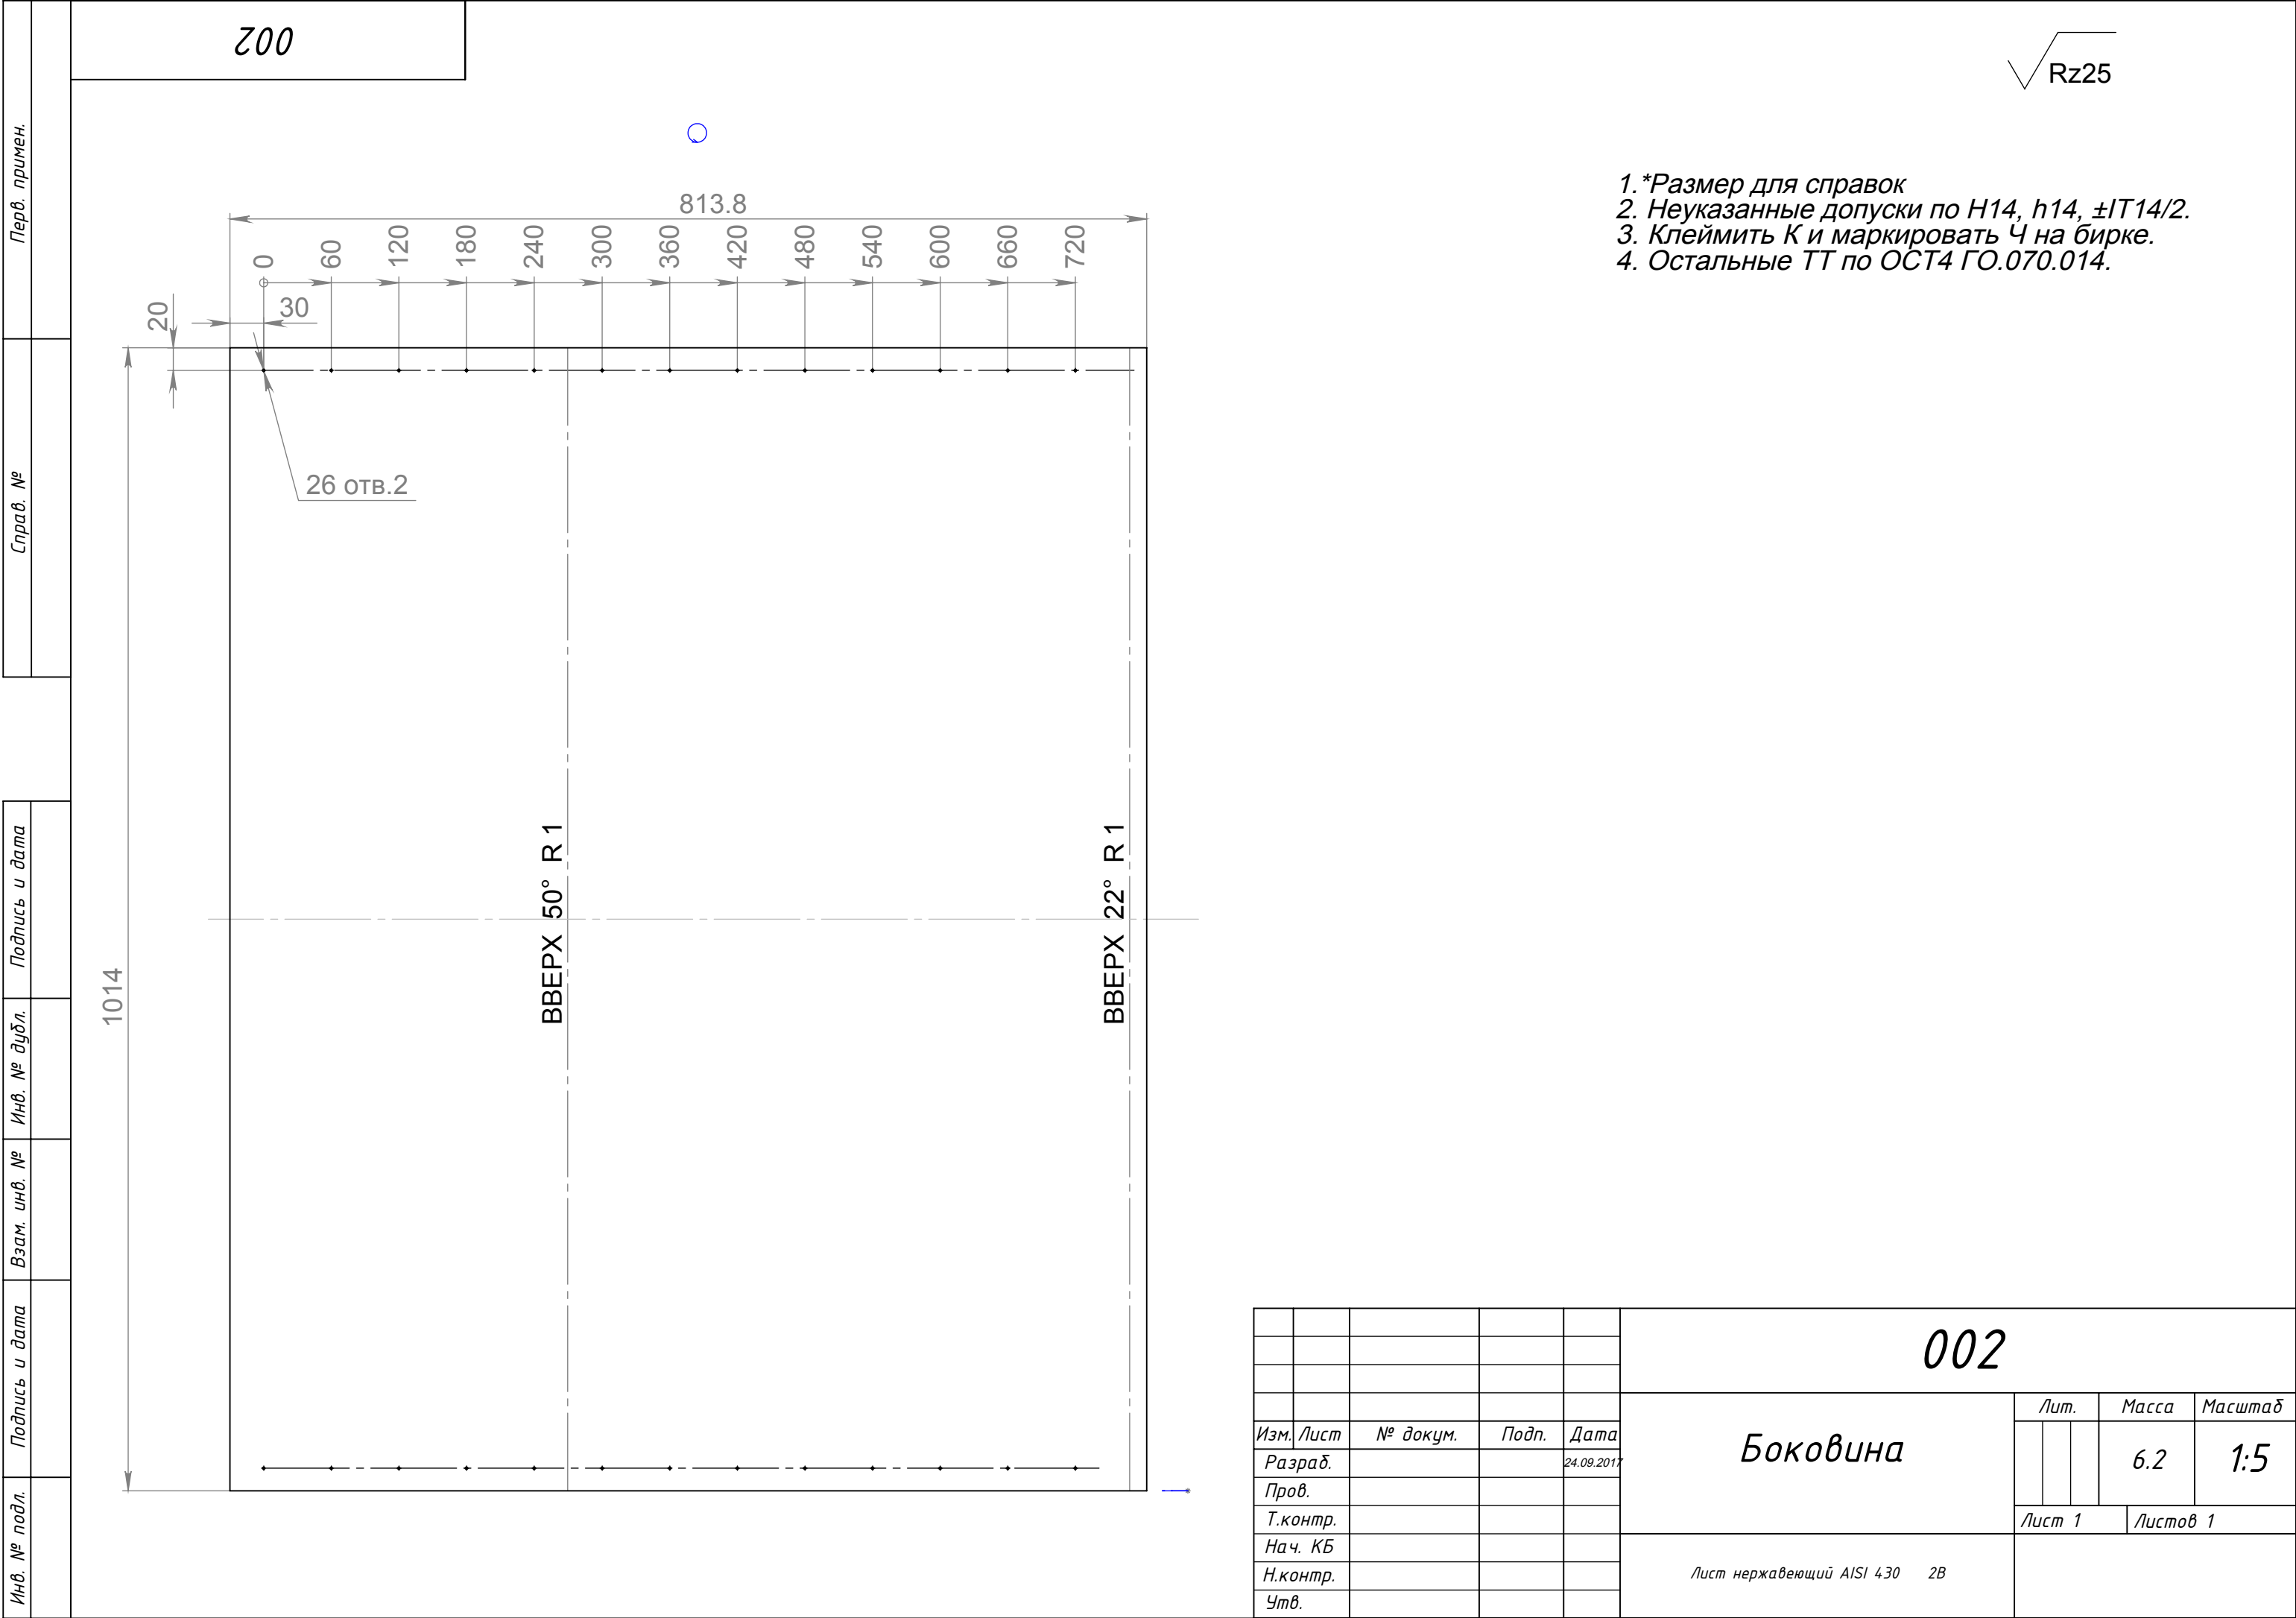 002
Rz25
1.*Размер для справок
2. Неуказанные допуски по H14, h14, ±IT14/2.
3. Клеймить К и маркировать Ч на бирке.
4. Остальные ТТ по ОСТ4 ГО.070.014.
813.8
0
60
120
180
240
300
360
420
480
540
600
660
720
20
30
26 отв.2
1014
ВВЕРХ 50° R 1
ВВЕРХ 22° R 1
Перв. примен.
Справ. №
Подпись и дата
Инв. № дубл.
Взам. инв. №
Подпись и дата
Инв. № подл.
002
Лит. Масса Масштаб
Изм. Лист № докум. Подп. Дата
Боковина
6.2 1:5
Разраб. 24.09.2017
Пров.
Т.контр.
Лист 1 Листов 1
Нач. КБ
Н.контр.
Лист нержавеющий AISI 430 2В
Утв.